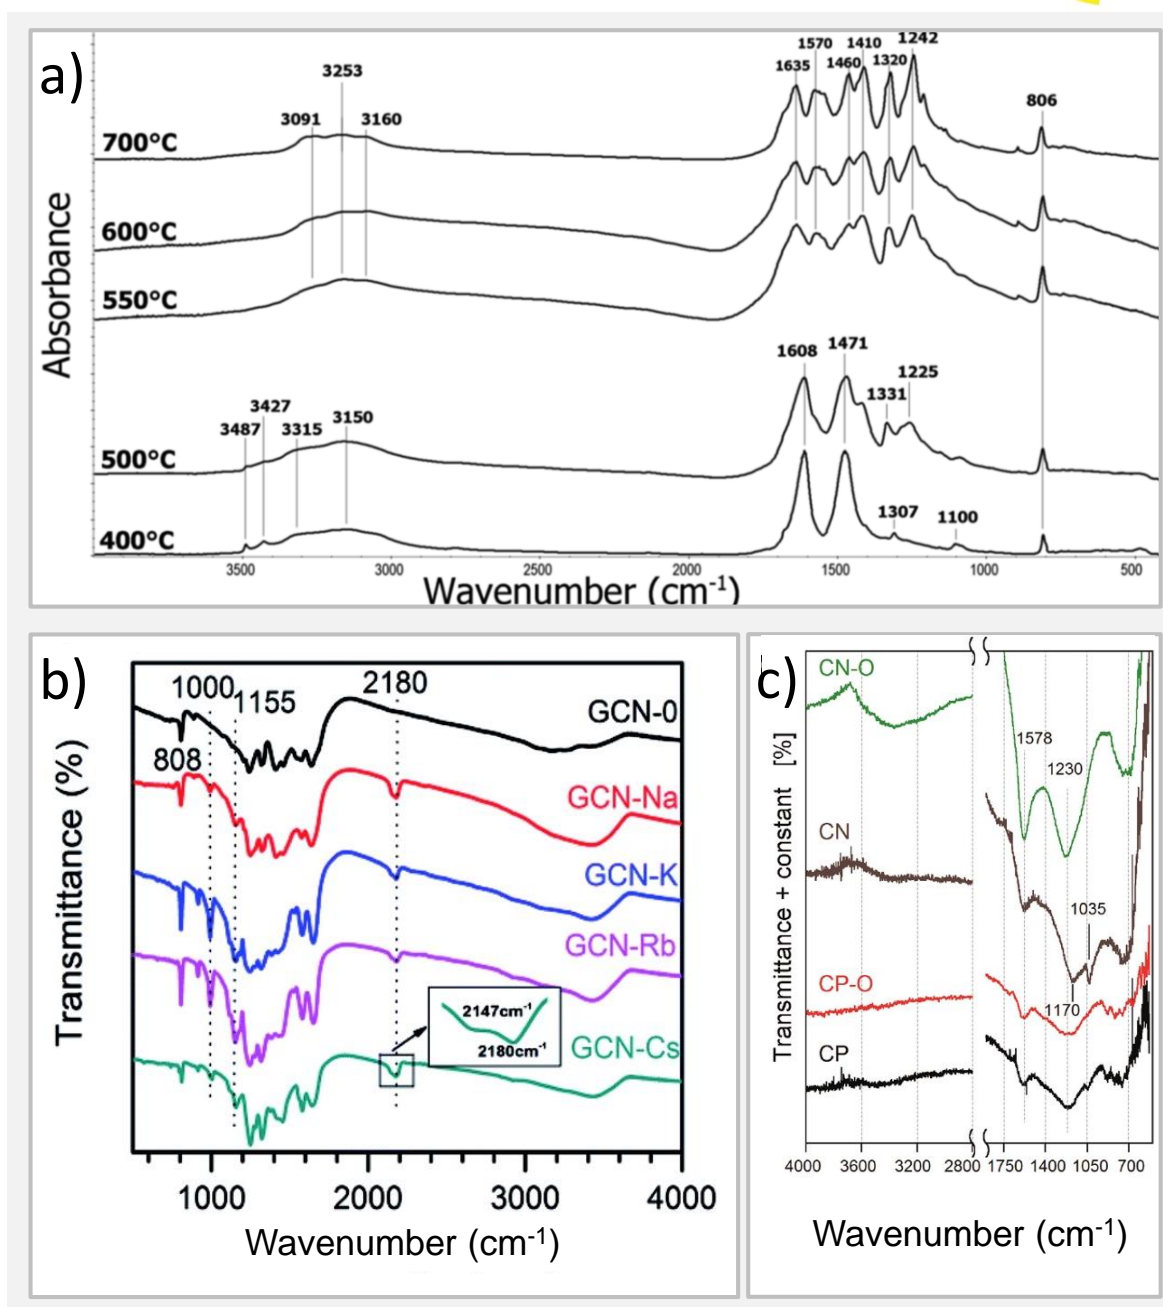 a)
1242
1570 1410
1635 1460 1320
3253
3091 3160
806
700°C
600°C
550°C
Absorbance
1608 1471
1225
1331
3427
3487 3315 3150
500°C
1307 1100
400°C
3500 3000 2500 2000 1500 1000 500
Wavenumber (cm-1)
b)
1000 1155 2180
GCN-0
808
GCN-Na
GCN-K
GCN-Rb
2147cm-1
2180cm-1
GCN-Cs
Transmittance (%)
1000 2000 3000 4000
Wavenumber (cm-1)
c)
CN-O
1578
1230
CN
1035
CP-O
1170
CP
Transmittance + constant [%]
4000 3600 3200 2800 1750 1400 1050 700
Wavenumber (cm-1)